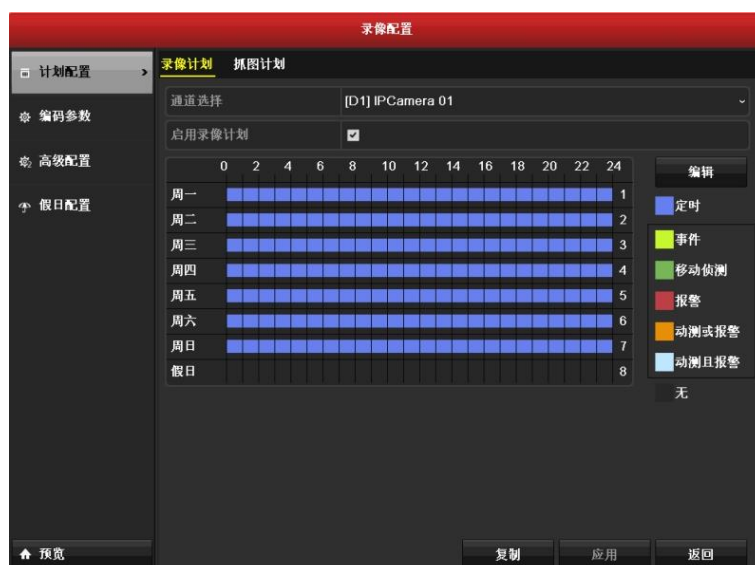 录像配置
计划配置
编码参数
高级配置
假日配置
录像计划 抓图计划
通道选择 [D1] IPCamera 01
启用录像计划
0 2 4 6 8 10 12 14 16 18 20 22 24
周一 1
周二 2
周三 3
周四 4
周五 5
周六 6
周日 7
假日 8
编辑
定时
事件
移动侦测
报警
动测或报警
动测且报警
无
预览 复制 应用 返回